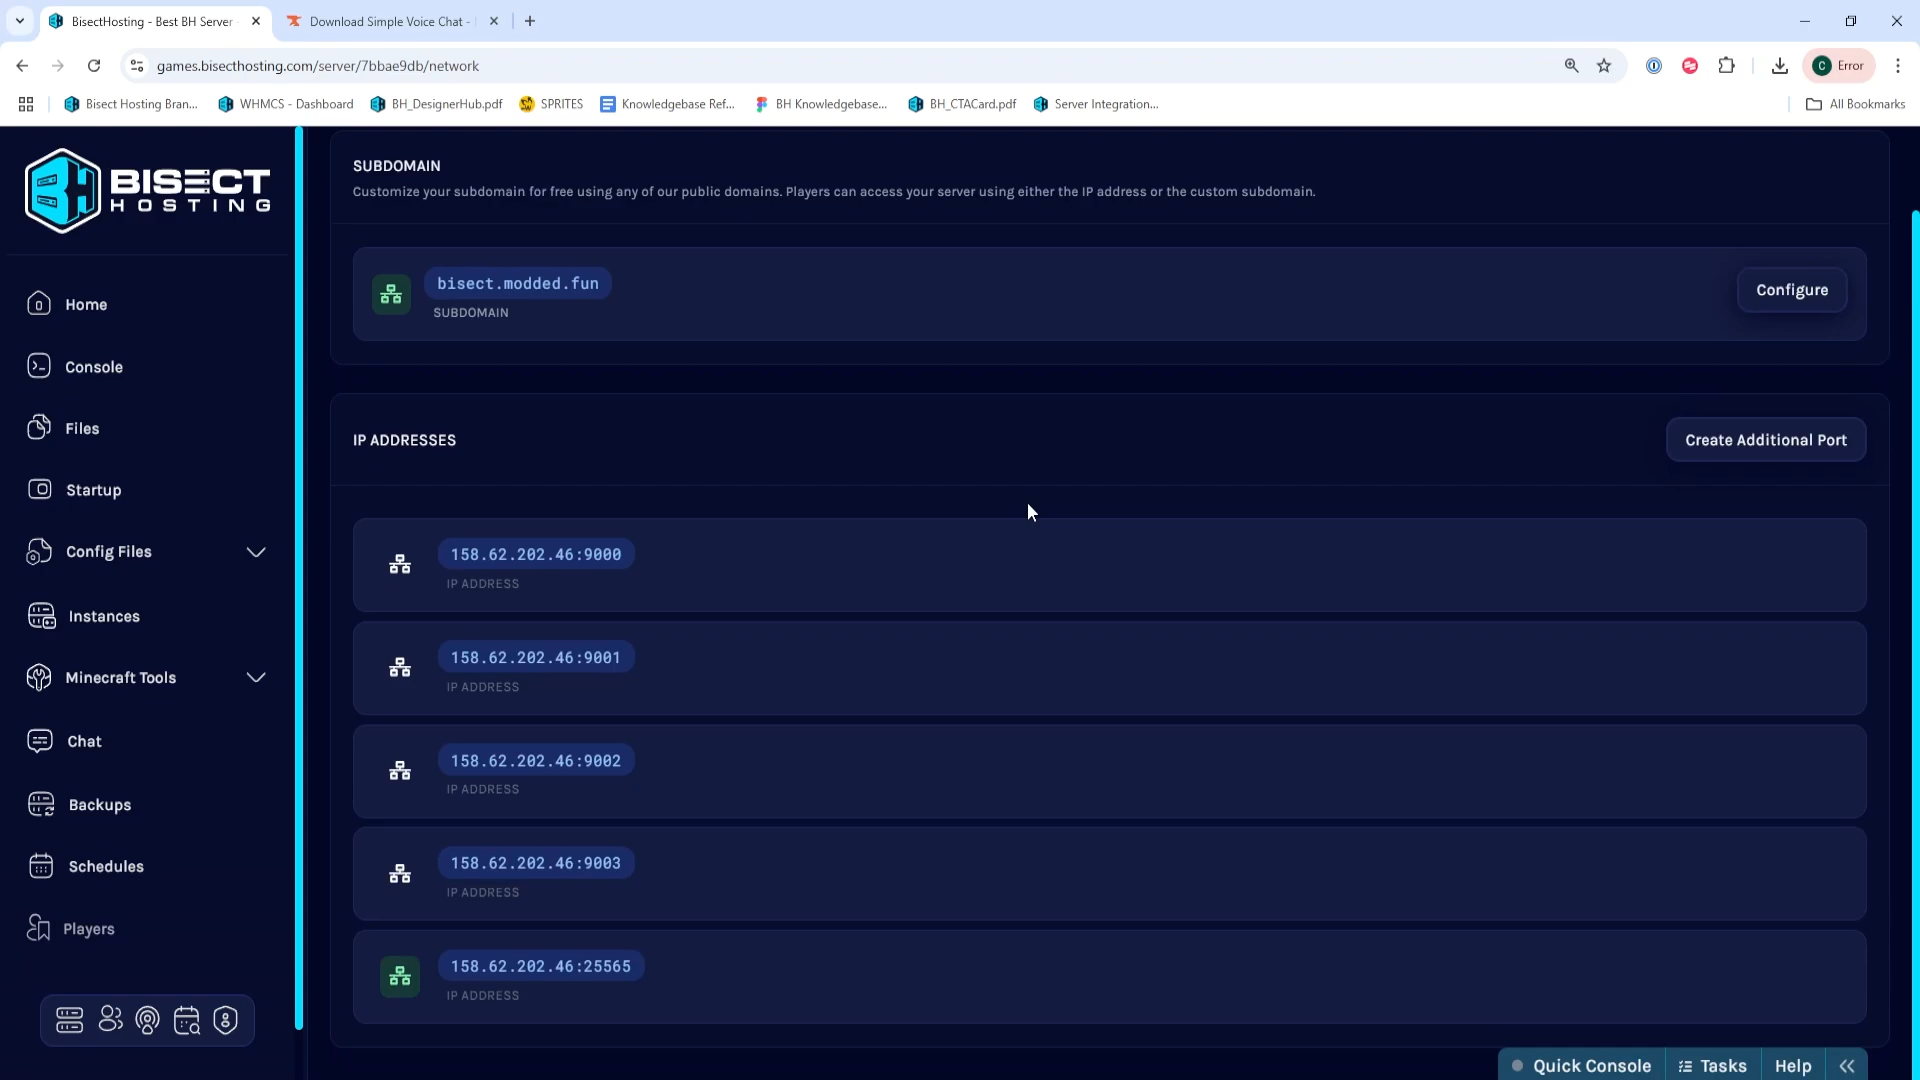 BisectHosting - Best BH Server
Download Simple Voice Chat -
games.bisecthosting.com/server/7bbae9db/network
C Error
Bisect Hosting Bran...
WHMCS - Dashboard
BH_DesignerHub.pdf
SPRITES
Knowledgebase Ref...
BH Knowledgebase...
BH_CTACard.pdf
Server Integration...
All Bookmarks
BISECT
HOSTING
Home
Console
Files
Startup
Config Files
Instances
Minecraft Tools
Chat
Backups
Schedules
Players
SUBDOMAIN
Customize your subdomain for free using any of our public domains. Players can access your server using either the IP address or the custom subdomain.
bisect.modded.fun
SUBDOMAIN
Configure
IP ADDRESSES
Create Additional Port
158.62.202.46:9000
IP ADDRESS
158.62.202.46:9001
IP ADDRESS
158.62.202.46:9002
IP ADDRESS
158.62.202.46:9003
IP ADDRESS
158.62.202.46:25565
IP ADDRESS
Quick Console
Tasks
Help